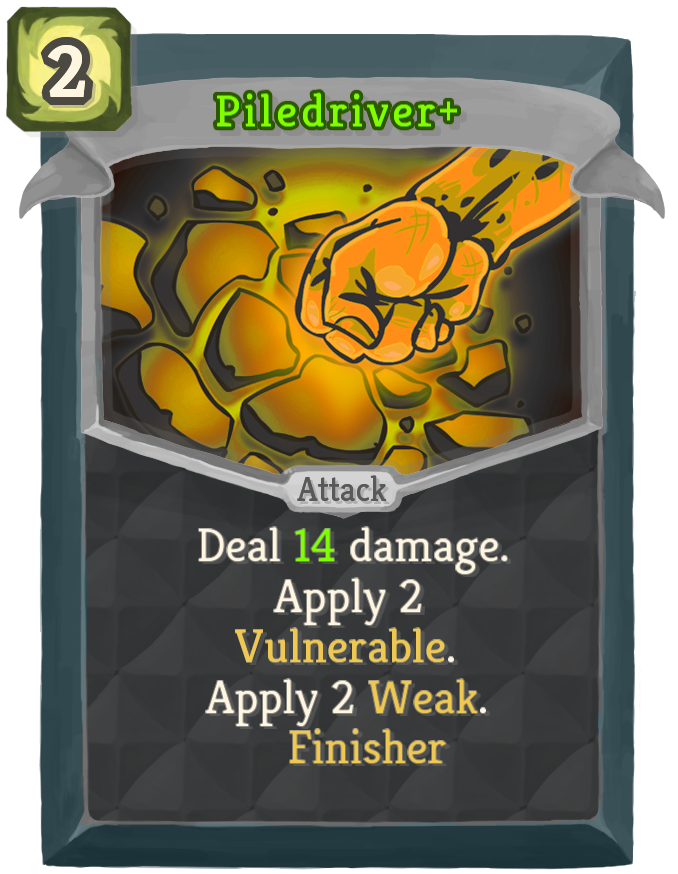 2
Piledriver+
Attack
Deal 14 damage.
Apply 2
Vulnerable.
Apply 2 Weak.
Finisher